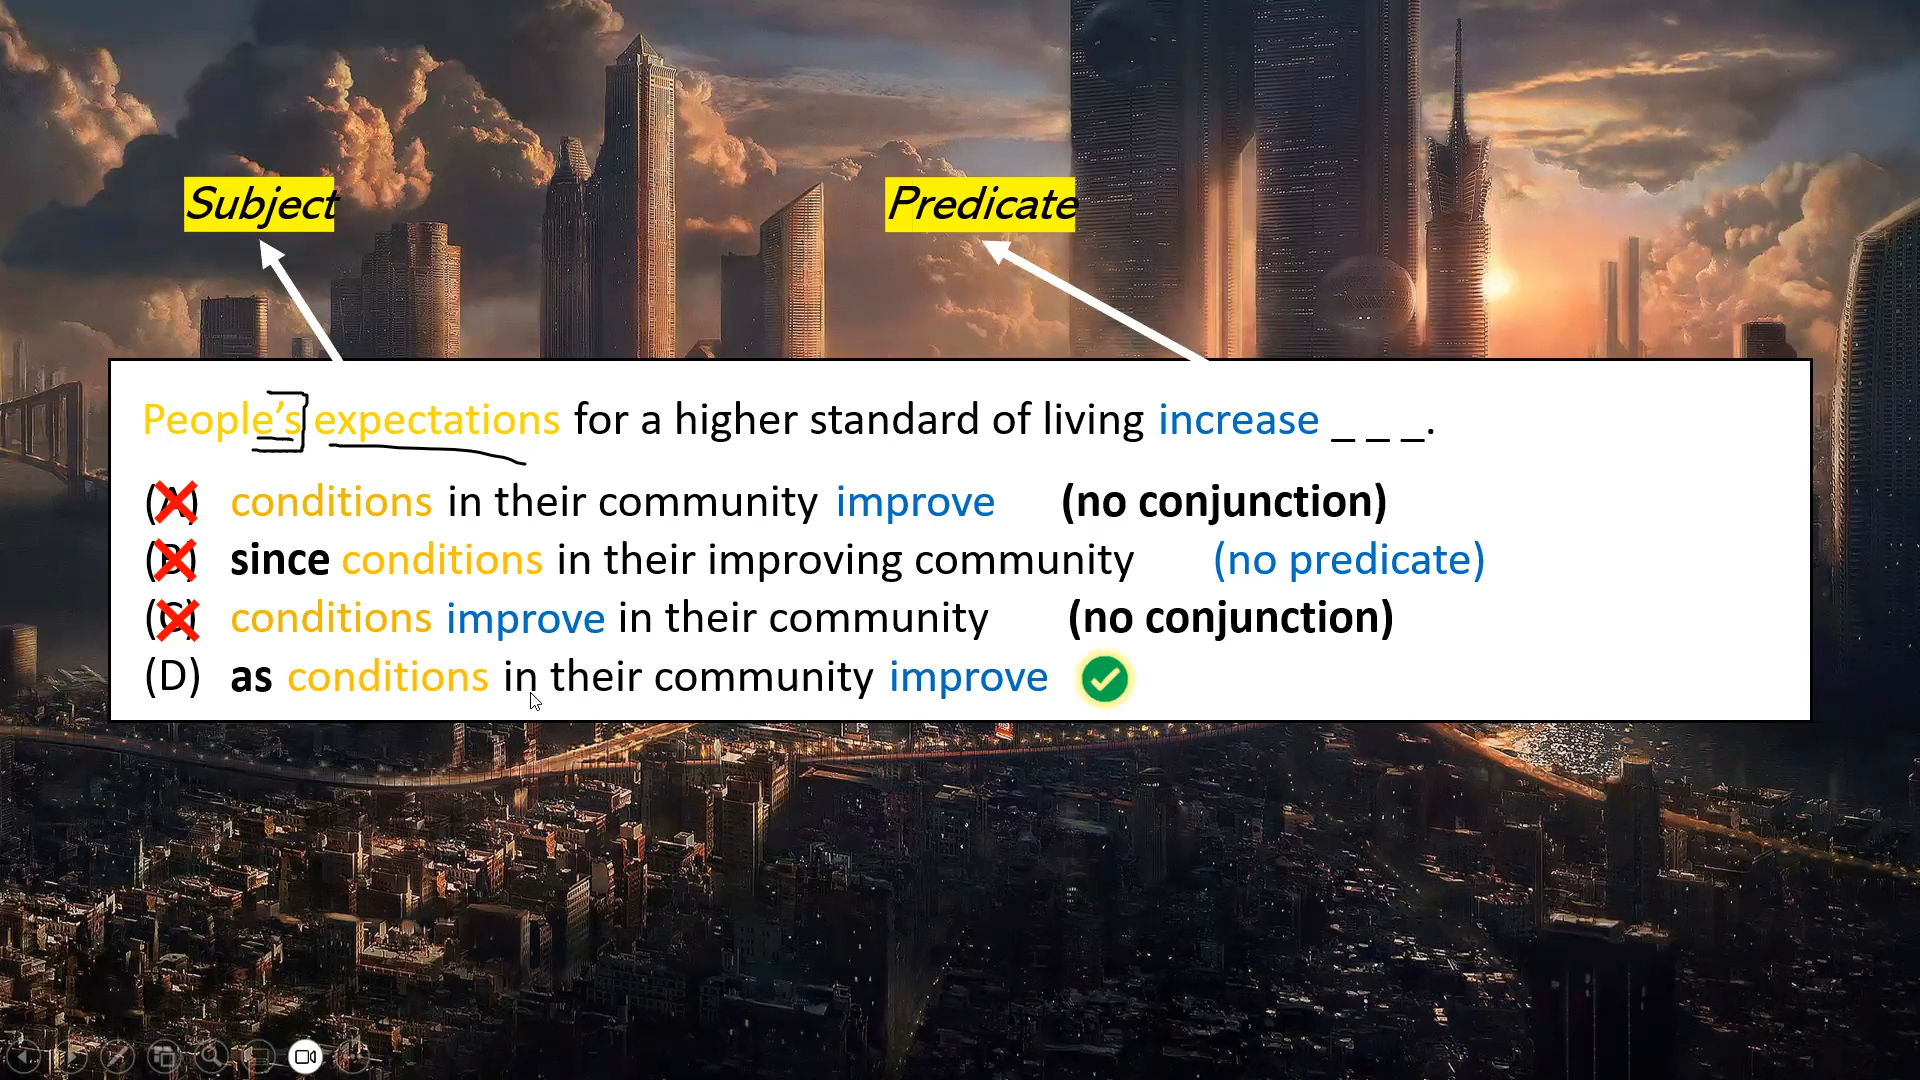 Subject
Predicate
People's expectations for a higher standard of living increase _ _ _.
(A) conditions in their community improve (no conjunction)
(B) since conditions in their improving community (no predicate)
(C) conditions improve in their community (no conjunction)
(D) as conditions in their community improve